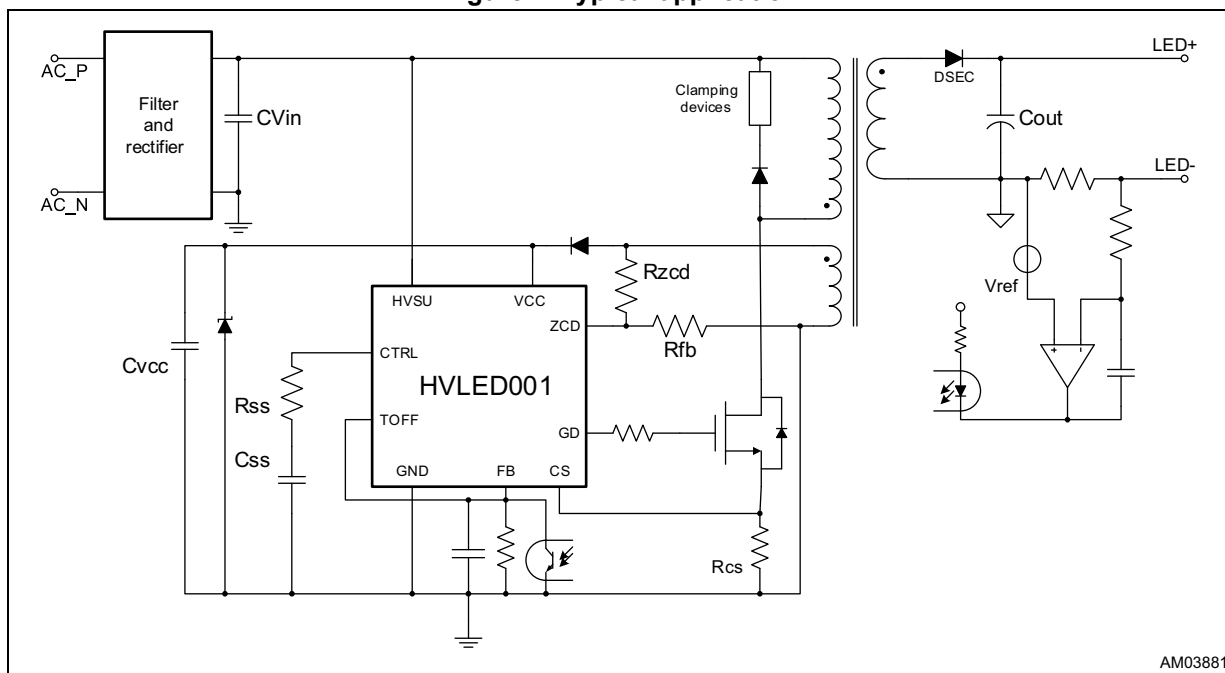 AC_P
AC_N
Filter
and
rectifier
CVin
Clamping
devices
DSEC
LED+
Cout
LED-
Vref
+
-
Rzcd
Rfb
HVSU
VCC
ZCD
CTRL
HVLED001
TOFF
GD
GND
FB
CS
Cvcc
Rss
Css
Rcs
AM03881